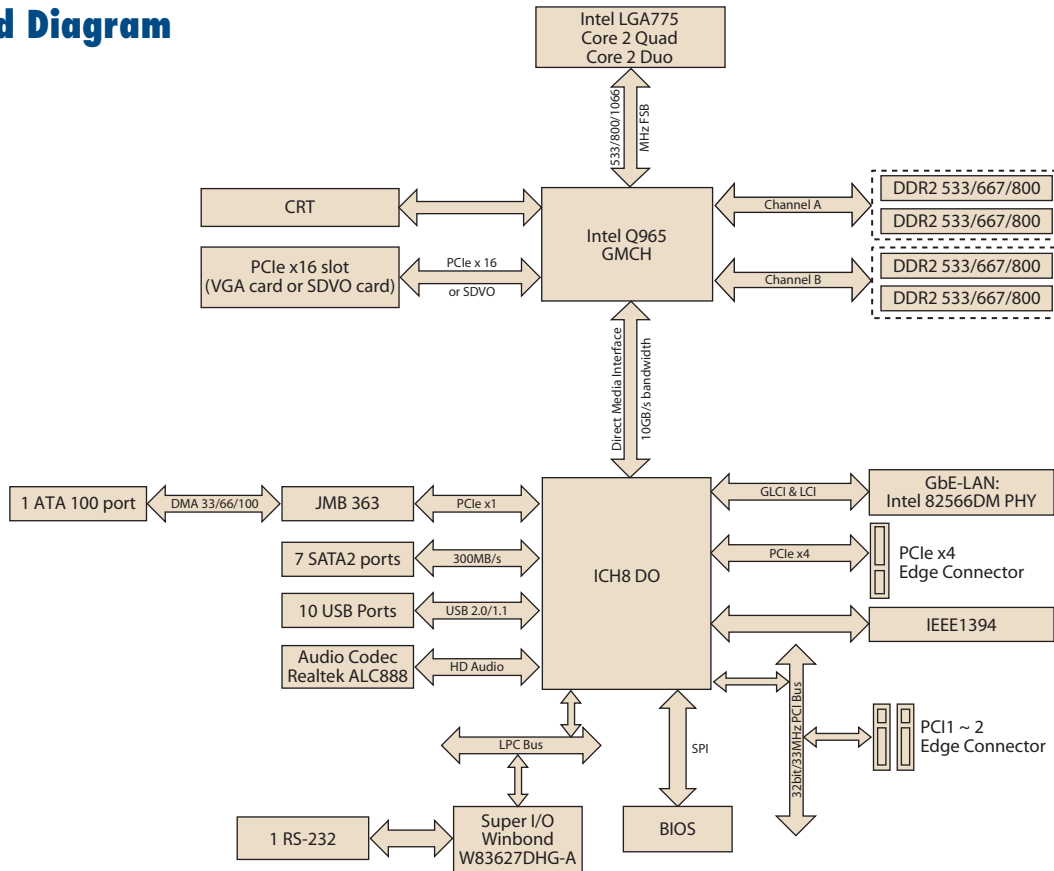 d Diagram
Intel LGA775
Core 2 Quad
Core 2 Duo
533/800/1066
MHz FSB
CRT
PCIe x16 slot
(VGA card or SDVO card)
PCIe x 16
or SDVO
Intel Q965
GMCH
Channel A
Channel B
DDR2 533/667/800
DDR2 533/667/800
DDR2 533/667/800
DDR2 533/667/800
Direct Media Interface
10GB/s bandwidth
1 ATA 100 port
DMA 33/66/100
JMB 363
PCIe x1
7 SATA2 ports
300MB/s
10 USB Ports
USB 2.0/1.1
Audio Codec
Realtek ALC888
HD Audio
ICH8 DO
GLCI & LCI
GbE-LAN:
Intel 82566DM PHY
PCIe x4
PCIe x4
Edge Connector
IEEE1394
32bit/33MHz PCI Bus
PCI1 ~ 2
Edge Connector
LPC Bus
SPI
1 RS-232
Super I/O
Winbond
W83627DHG-A
BIOS